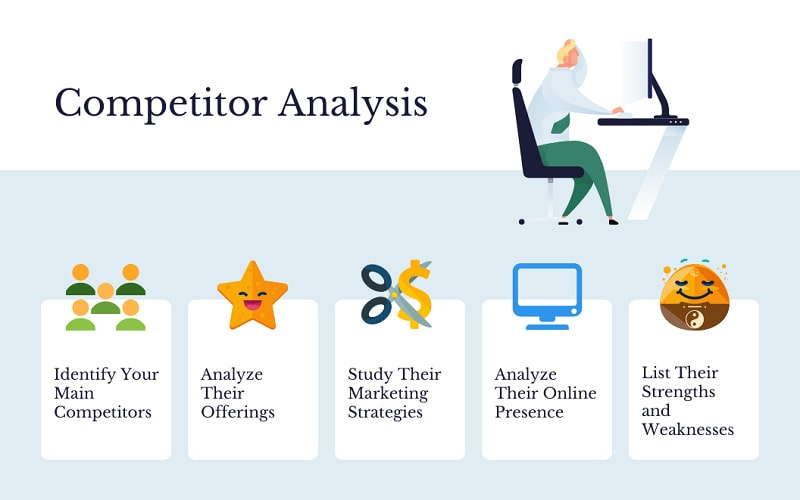 Competitor Analysis
Identify Your
Main
Competitors
Analyze
Their
Offerings
Study Their
Marketing
Strategies
Analyze
Their Online
Presence
List Their
Strengths
and
Weaknesses